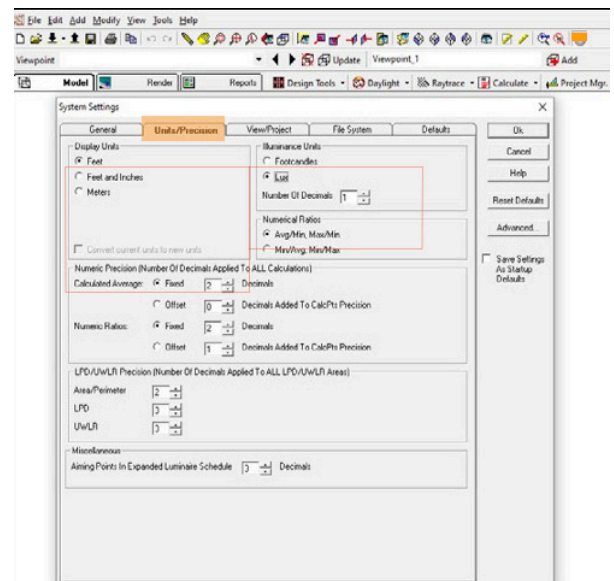 File Edit Add Modify View Tools Help
Viewpoint Update Viewpoint_1 Add
Model Render Reports Design Tools Daylight Raytrace Calculate Project Mgr.
System Settings
General Units/Precision View/Project File System Defaults
Ok
Cancel
Help
Reset Defaults
Advanced...
Save Settings
As Startup
Defaults
Display Units
Feet
Feet and Inches
Meters
Convert current units to new units
Illuminance Units
Footcandles
Lux
Number Of Decimals 1
Numerical Ratios
Avg/Min, Max/Min
Min/Avg, Min/Max
Numeric Precision (Number Of Decimals Applied To ALL Calculations)
Calculated Average: Fixed 2 Decimals
Offset 0 Decimals Added To CalcPts Precision
Numeric Ratios: Fixed 2 Decimals
Offset 1 Decimals Added To CalcPts Precision
LPD/UWLR Precision (Number Of Decimals Applied To ALL LPD/UWLR Areas)
Area/Perimeter 2
LPD 3
UWLR 3
Miscellaneous
Aiming Points In Expanded Luminaire Schedule 3 Decimals